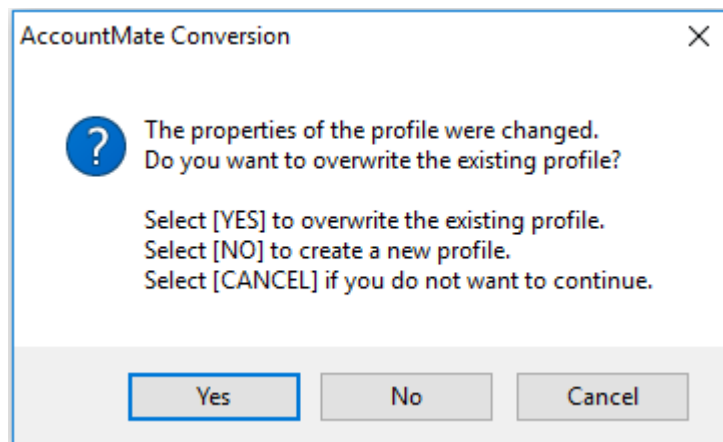 AccountMate Conversion
The properties of the profile were changed.
Do you want to overwrite the existing profile?
Select [YES] to overwrite the existing profile.
Select [NO] to create a new profile.
Select [CANCEL] if you do not want to continue.
Yes No Cancel